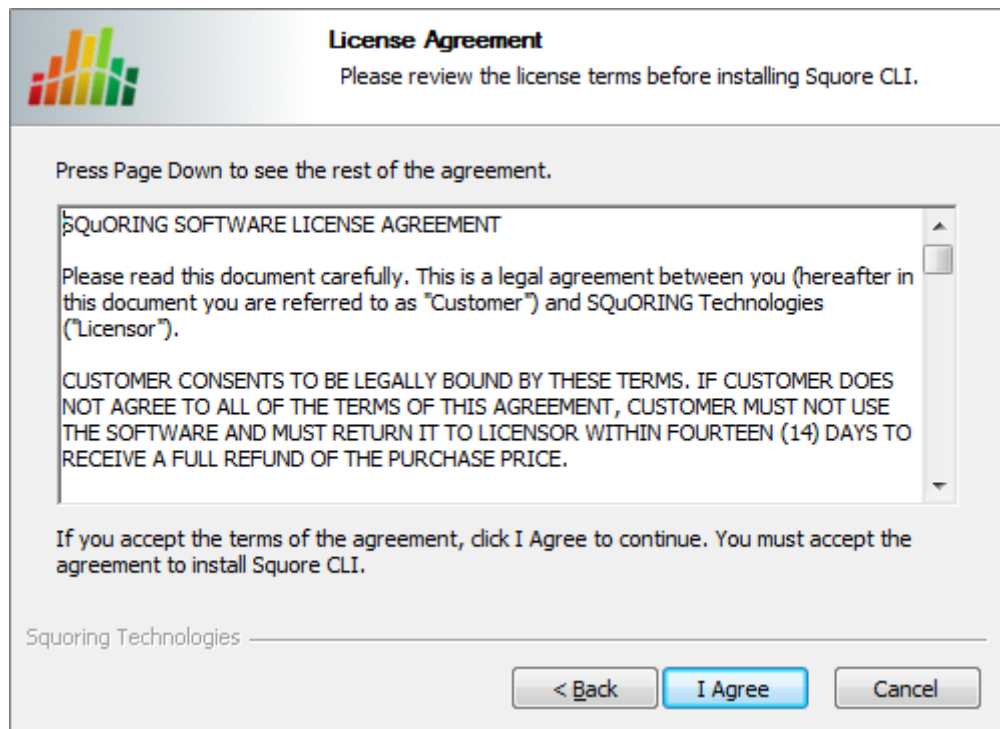 License Agreement
Please review the license terms before installing Squore CLI.
Press Page Down to see the rest of the agreement.
SQuORING SOFTWARE LICENSE AGREEMENT
Please read this document carefully. This is a legal agreement between you (hereafter in
this document you are referred to as "Customer") and SQuORING Technologies
("Licensor").
CUSTOMER CONSENTS TO BE LEGALLY BOUND BY THESE TERMS. IF CUSTOMER DOES
NOT AGREE TO ALL OF THE TERMS OF THIS AGREEMENT, CUSTOMER MUST NOT USE
THE SOFTWARE AND MUST RETURN IT TO LICENSOR WITHIN FOURTEEN (14) DAYS TO
RECEIVE A FULL REFUND OF THE PURCHASE PRICE.
If you accept the terms of the agreement, click I Agree to continue. You must accept the
agreement to install Squore CLI.
Squoring Technologies
< Back
I Agree
Cancel